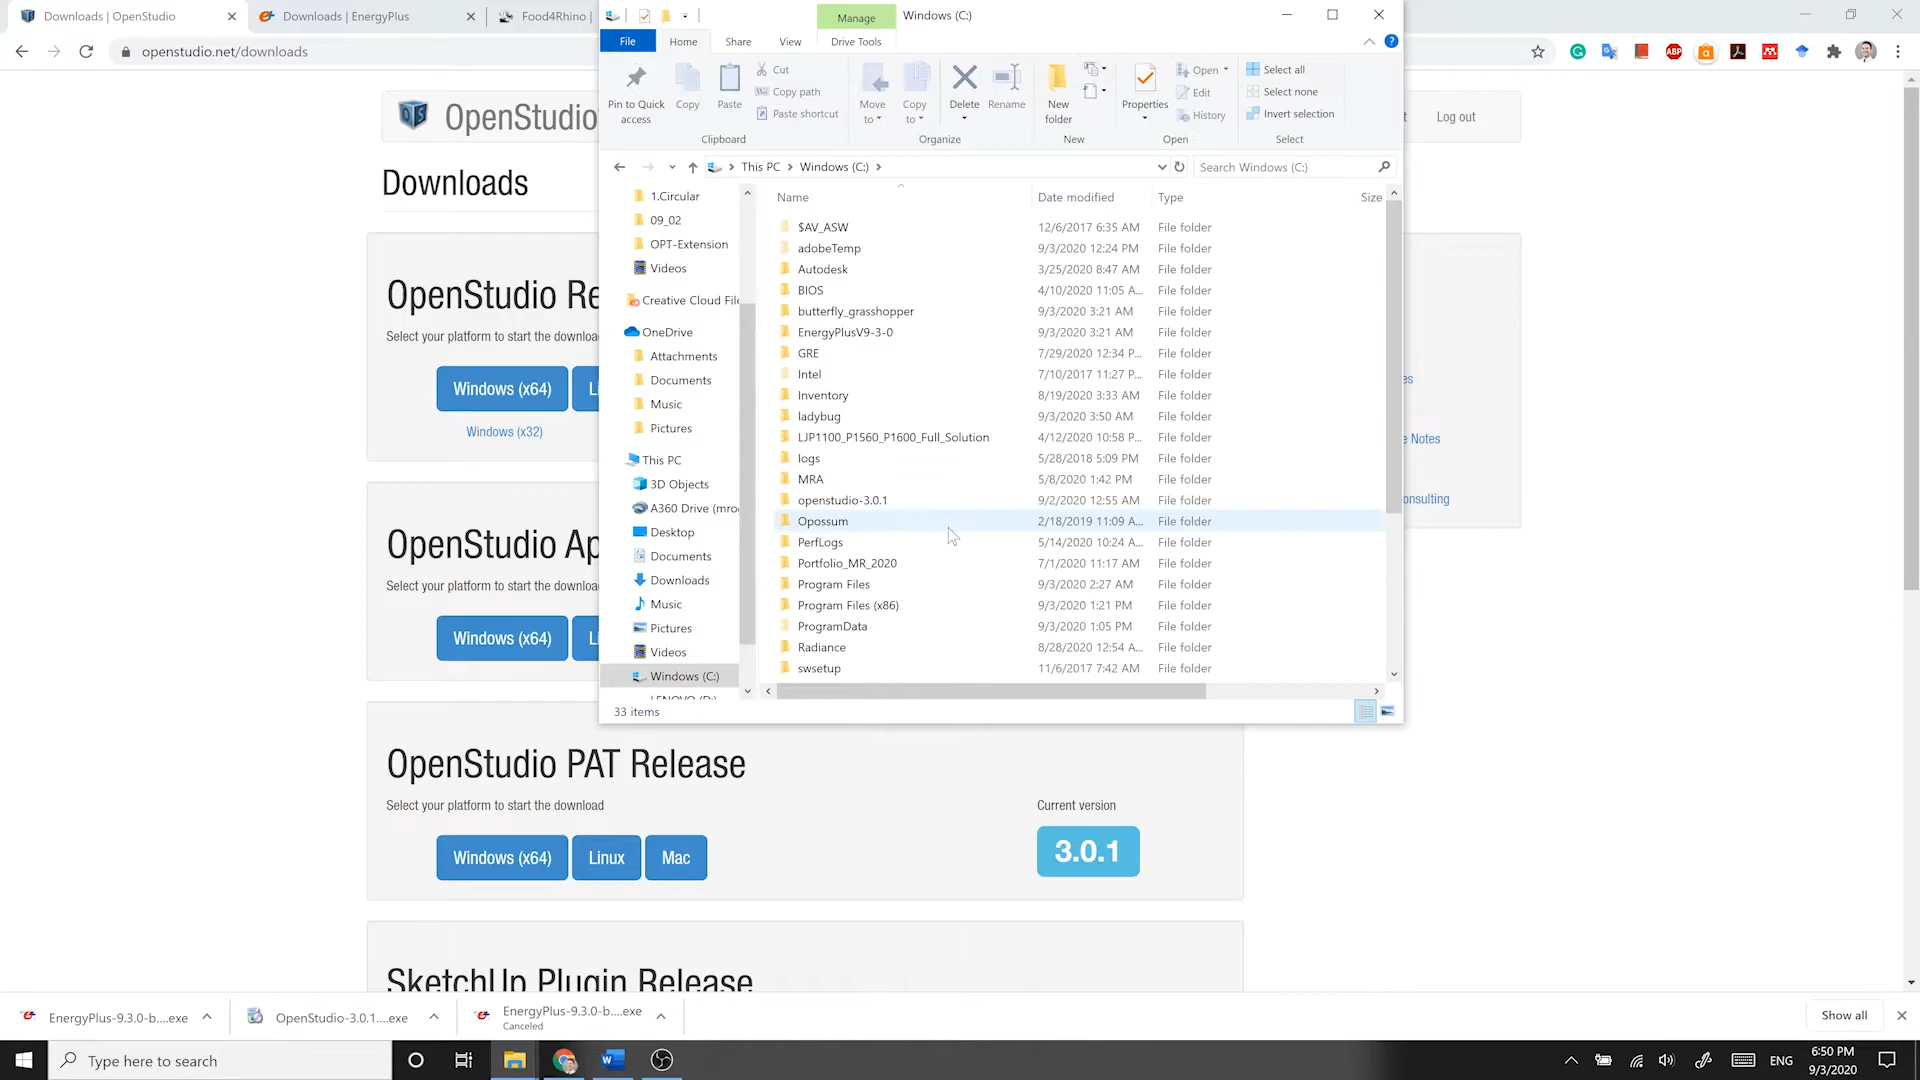 Downloads | OpenStudio
Downloads | EnergyPlus
Food4Rhino
openstudio.net/downloads
Manage
Windows (C:)
File
Home
Share
View
Drive Tools
Pin to Quick access
Copy
Paste
Cut
Copy path
Paste shortcut
Clipboard
Move to
Copy to
Delete
Rename
Organize
New folder
New
Properties
Open
Edit
History
Open
Select all
Select none
Invert selection
Select
This PC
Windows (C:)
Search Windows (C:)
1.Circular
09_02
OPT-Extension
Videos
Creative Cloud File
OneDrive
Attachments
Documents
Music
Pictures
This PC
3D Objects
A360 Drive (mro
Desktop
Documents
Downloads
Music
Pictures
Videos
Windows (C:)
LENOVO (D:)
Name Date modified Type Size
$AV_ASW 12/6/2017 6:35 AM File folder
adobeTemp 9/3/2020 12:24 PM File folder
Autodesk 3/25/2020 8:47 AM File folder
BIOS 4/10/2020 11:05 A... File folder
butterfly_grasshopper 9/3/2020 3:21 AM File folder
EnergyPlusV9-3-0 9/3/2020 3:21 AM File folder
GRE 7/29/2020 12:34 P... File folder
Intel 7/10/2017 11:27 P... File folder
Inventory 8/19/2020 3:33 AM File folder
ladybug 9/3/2020 3:50 AM File folder
LJP1100_P1560_P1600_Full_Solution 4/12/2020 10:58 P... File folder
logs 5/28/2018 5:09 PM File folder
MRA 5/8/2020 1:42 PM File folder
openstudio-3.0.1 9/2/2020 12:55 AM File folder
Opossum 2/18/2019 11:09 A... File folder
PerfLogs 5/14/2020 10:24 A... File folder
Portfolio_MR_2020 7/1/2020 11:17 AM File folder
Program Files 9/3/2020 2:27 AM File folder
Program Files (x86) 9/3/2020 1:21 PM File folder
ProgramData 9/3/2020 1:05 PM File folder
Radiance 8/28/2020 12:54 A... File folder
swsetup 11/6/2017 7:42 AM File folder
33 items
OpenStudio
t
Log out
Downloads
OpenStudio Re
Select your platform to start the downloa
Windows (x64)
Li
Windows (x32)
es
e Notes
onsulting
OpenStudio Ap
Select your platform to start the downloa
Windows (x64)
Li
OpenStudio PAT Release
Select your platform to start the download
Windows (x64)
Linux
Mac
Current version
3.0.1
SketchUp Plugin Release
EnergyPlus-9.3.0-b....exe
OpenStudio-3.0.1....exe
EnergyPlus-9.3.0-b....exe
Canceled
Show all
Type here to search
ENG
6:50 PM
9/3/2020